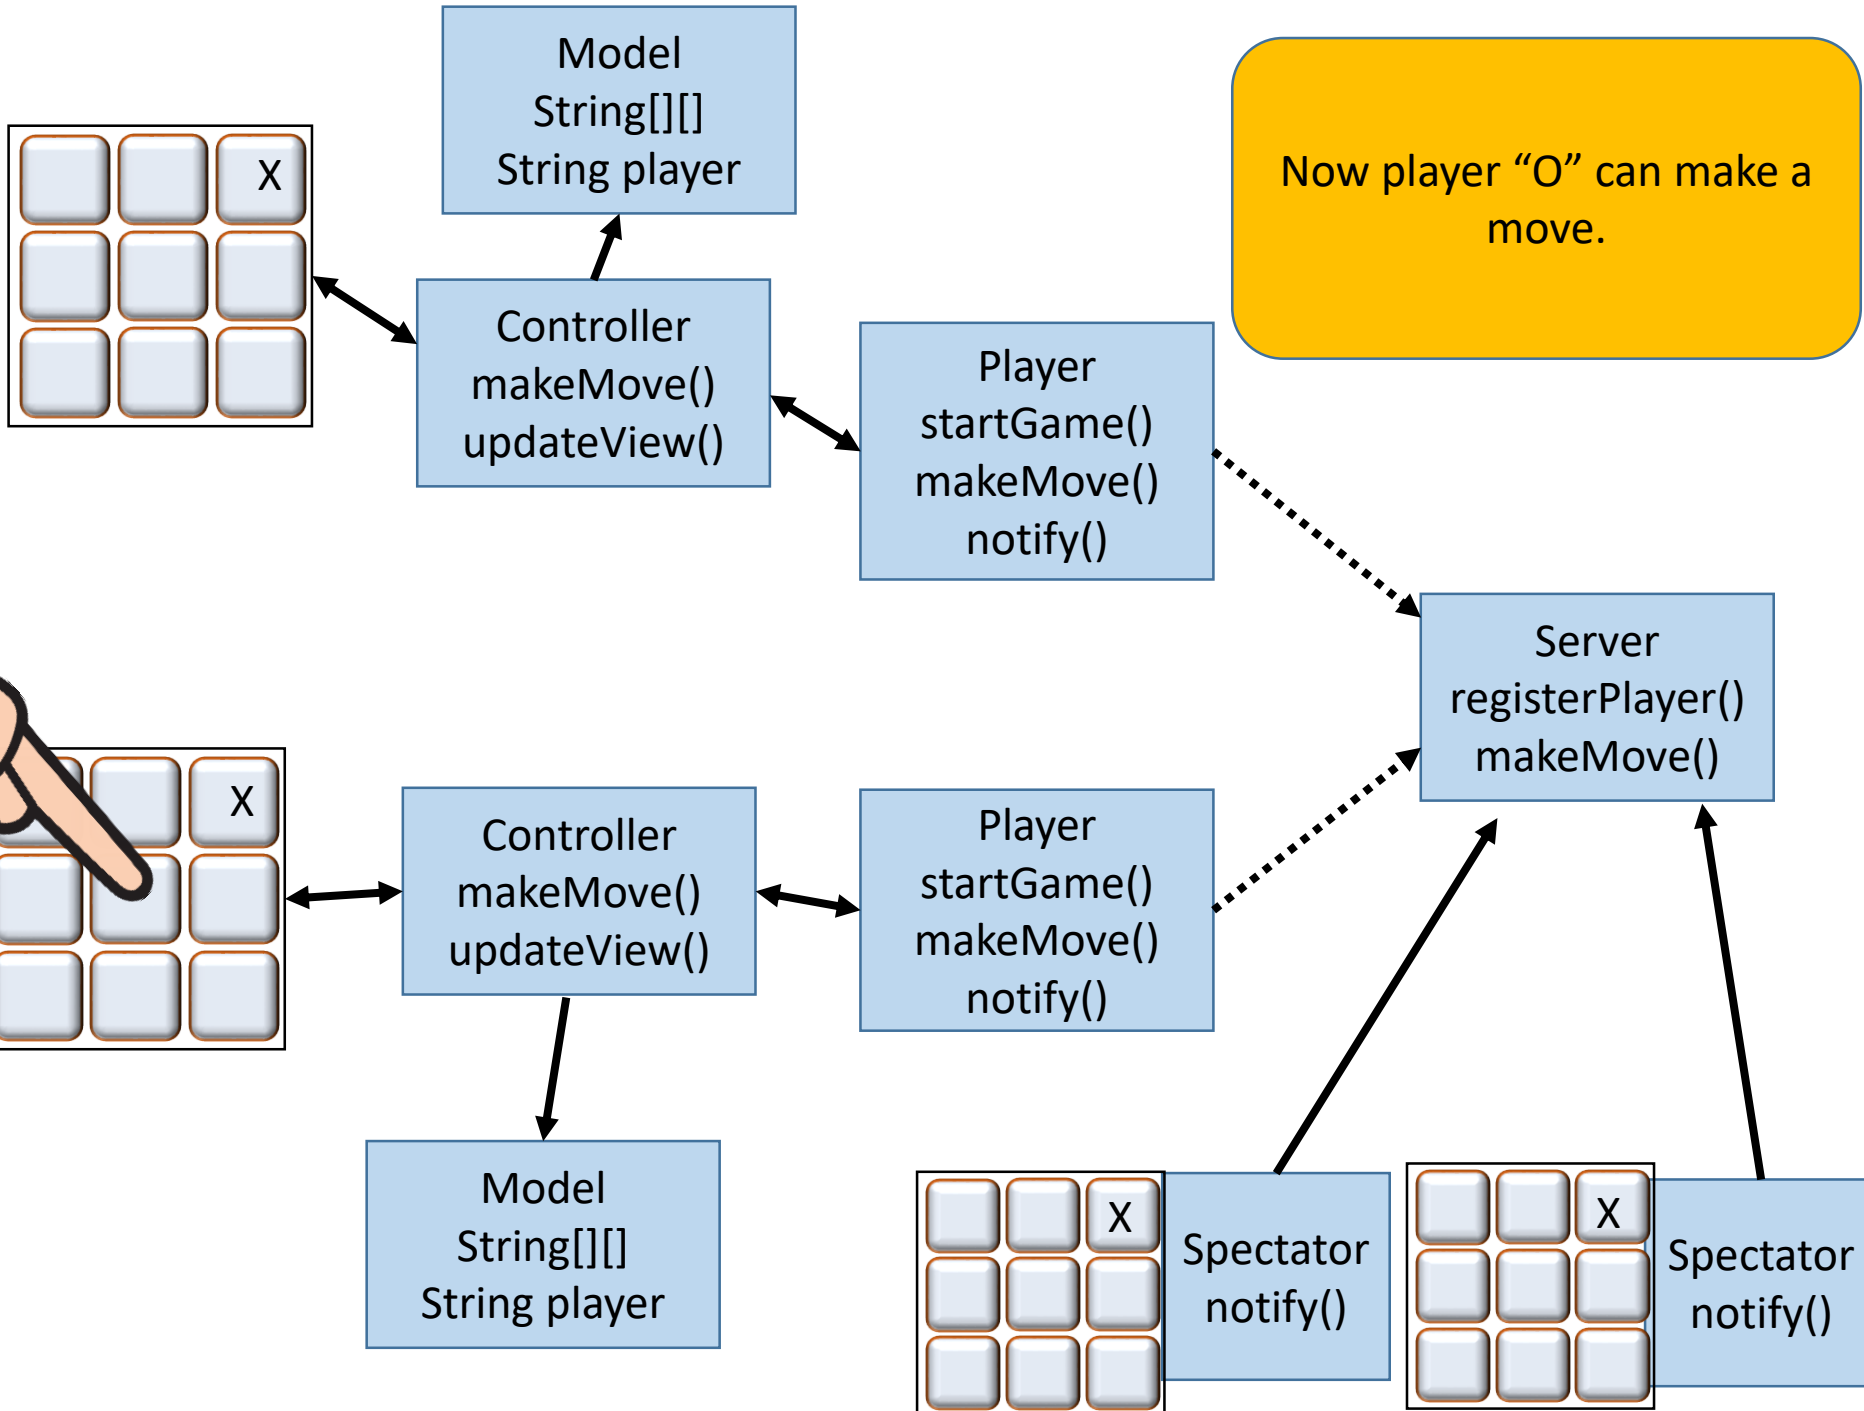 Model
String[][]
String player
Now player “O” can make a
move.
X
Controller
makeMove()
updateView()
Player
startGame()
makeMove()
notify()
Server
registerPlayer()
makeMove()
X
Controller
makeMove()
updateView()
Player
startGame()
makeMove()
notify()
Model
String[][]
String player
X
Spectator
notify()
X
Spectator
notify()